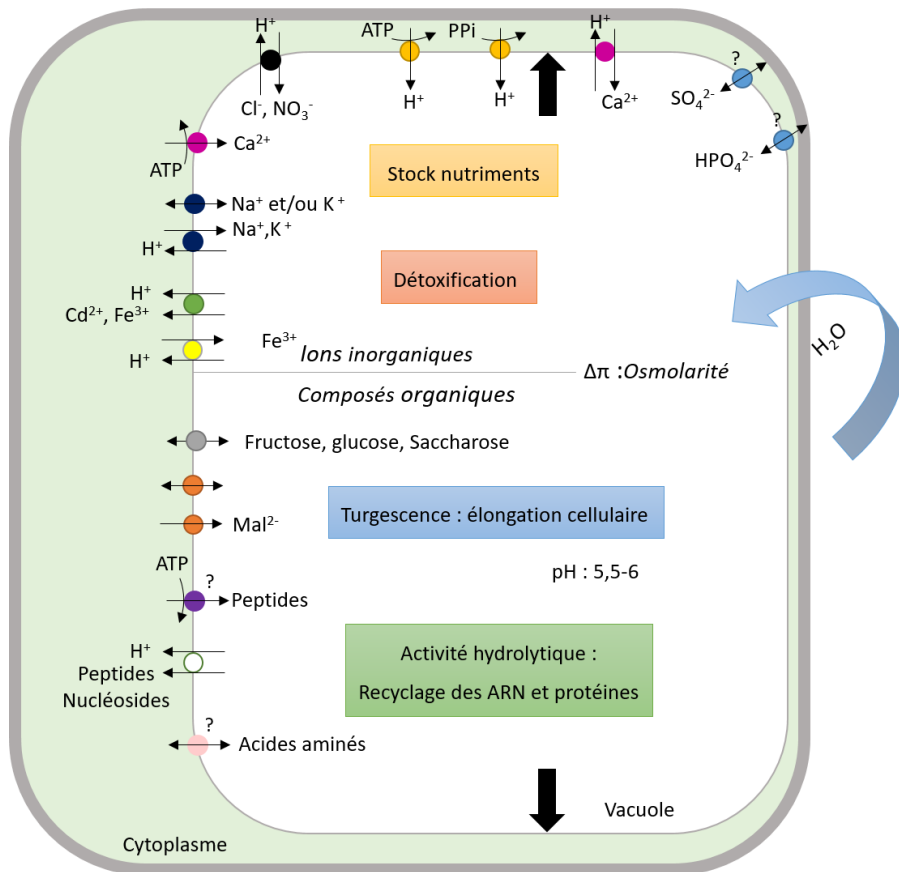 H⁺
Cl⁻, NO₃⁻
ATP
H⁺
PPi
H⁺
H⁺
Ca²⁺
?
SO₄²⁻
?
HPO₄²⁻
Ca²⁺
ATP
Stock nutriments
Na⁺ et/ou K⁺
Na⁺,K⁺
H⁺
Détoxification
H⁺
Cd²⁺, Fe³⁺
Fe³⁺
H⁺
Ions inorganiques
Composés organiques
Δπ :Osmolarité
H₂O
Fructose, glucose, Saccharose
Turgescence : élongation cellulaire
Mal²⁻
ATP
?
Peptides
pH : 5,5-6
H⁺
Peptides
Nucléosides
Activité hydrolytique :
Recyclage des ARN et protéines
?
Acides aminés
Vacuole
Cytoplasme